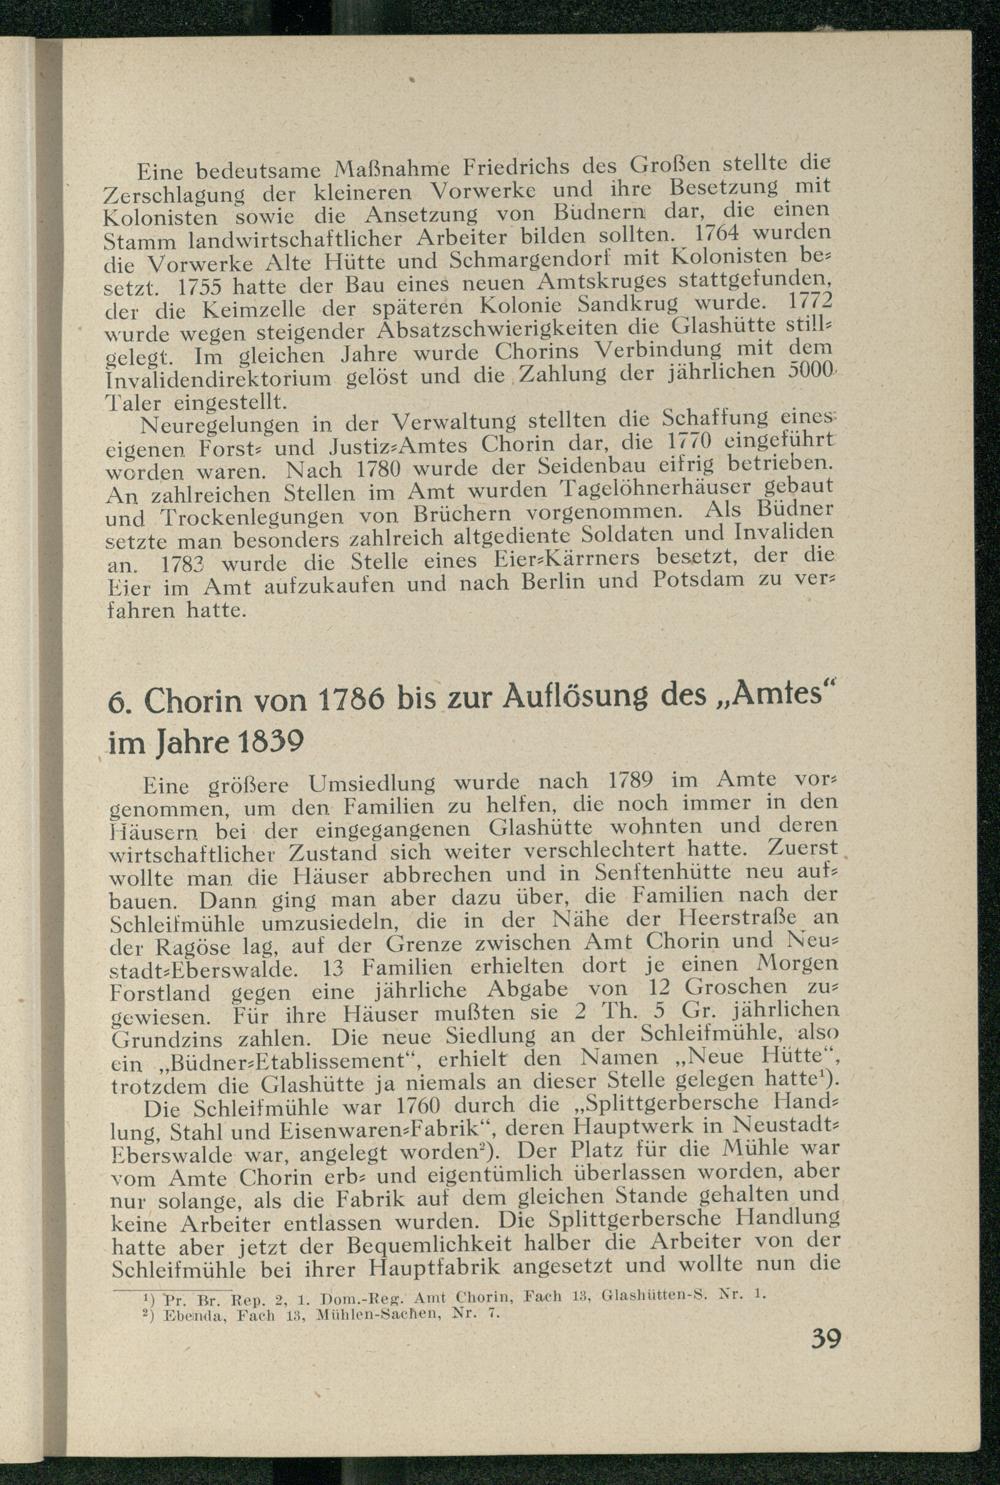 Eine bedeutsame Maßnahme Friedrichs des Großen stellte die
Zerschlagung der kleineren Vorwerke und ihre Besetzung mit
Kolonisten sowie die Ansetzung von Büdnern dar, die einen
Stamm landwirtschaftlicher Arbeiter bilden sollten. 1764 wurden
die Vorwerke Alte Hütte und Schmargendorf mit Kolonisten be⸗
setzt. 1755 hatte der Bau eines neuen Amtskruges stattgefunden,
der die Keimzelle der späteren Kolonie Sandkrug wurde. 1772
wurde wegen steigender Absatzschwierigkeiten die Glashütte still⸗
gelegt. Im gleichen Jahre wurde Chorins Verbindung mit dem
Invalidendirektorium gelöst und die Zahlung der jährlichen 5000
Taler eingestellt.
Neuregelungen in der Verwaltung stellten die Schaffung eines
eigenen Forst⸗ und Justiz⸗Amtes Chorin dar, die 1770 eingeführt
worden waren. Nach 1780 wurde der Seidenbau eifrig betrieben.
An zahlreichen Stellen im Amt wurden Tagelöhnerhäuser gebaut
und Trockenlegungen von Brüchern vorgenommen. Als Büdner
setzte man besonders zahlreich altgediente Soldaten und Invaliden
an. 1783 wurde die Stelle eines Eier⸗Kärrners besetzt, der die
Eier im Amt aufzukaufen und nach Berlin und Potsdam zu ver⸗
fahren hatte.
6. Chorin von 1786 bis zur Auflösung des „Amtes“
im Jahre 1839
Eine größere Umsiedlung wurde nach 1789 im Amte vor⸗
genommen, um den Familien zu helfen, die noch immer in den
Häusern bei der eingegangenen Glashütte wohnten und deren
wirtschaftlicher Zustand sich weiter verschlechtert hatte. Zuerst
wollte man die Häuser abbrechen und in Senftenhütte neu auf⸗
bauen. Dann ging man aber dazu über, die Familien nach der
Schleifmühle umzusiedeln, die in der Nähe der Heerstraße an
der Ragöse lag, auf der Grenze zwischen Amt Chorin und Neu⸗
stadt⸗Eberswalde. 13 Familien erhielten dort je einen Morgen
Forstland gegen eine jährliche Abgabe von 12 Groschen zu⸗
gewiesen. Für ihre Häuser mußten sie 2 Th. 5 Gr. jährlichen
Grundzins zahlen. Die neue Siedlung an der Schleifmühle, also
ein „Büdner⸗Etablissement“, erhielt den Namen „Neue Hütte“,
trotzdem die Glashütte ja niemals an dieser Stelle gelegen hatte¹).
Die Schleifmühle war 1760 durch die „Splittgerbersche Hand⸗
lung, Stahl und Eisenwaren⸗Fabrik“, deren Hauptwerk in Neustadt⸗
Eberswalde war, angelegt worden²). Der Platz für die Mühle war
vom Amte Chorin erb⸗ und eigentümlich überlassen worden, aber
nur solange, als die Fabrik auf dem gleichen Stande gehalten und
keine Arbeiter entlassen wurden. Die Splittgerbersche Handlung
hatte aber jetzt der Bequemlichkeit halber die Arbeiter von der
Schleifmühle bei ihrer Hauptfabrik angesetzt und wollte nun die
¹) Pr. Br. Rep. 2, 1. Dom.-Reg. Amt Chorin, Fach 13, Glashütten-S. Nr. 1.
²) Ebenda, Fach 13, Mühlen-Sachen, Nr. 7.
39